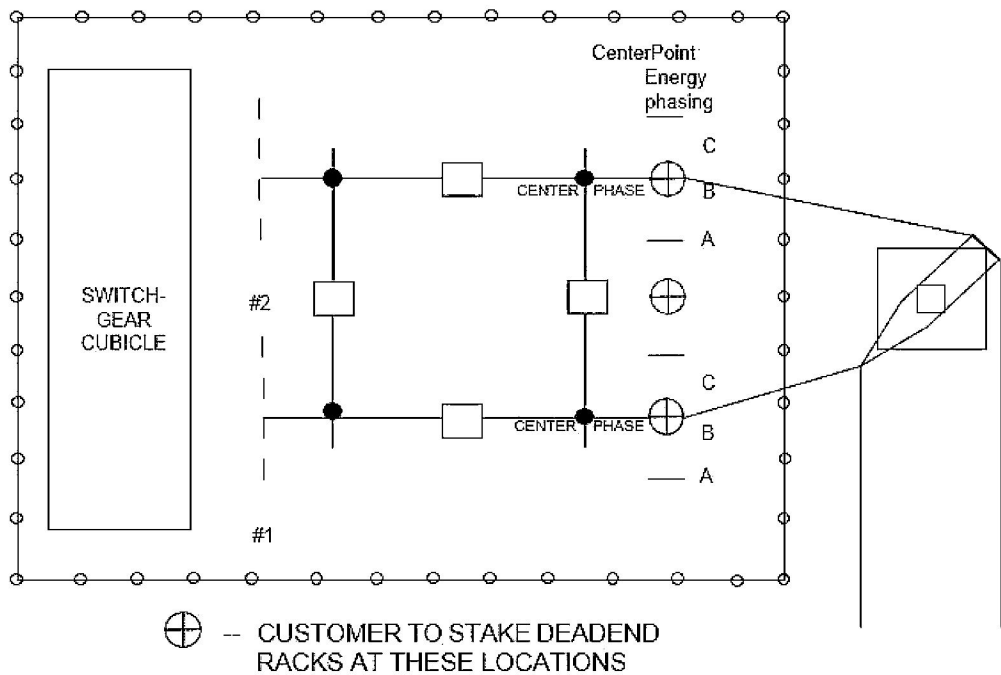 CenterPoint
Energy
phasing
C
CENTER PHASE
B
A
SWITCH-
GEAR
CUBICLE
#2
C
CENTER PHASE
B
A
#1
-- CUSTOMER TO STAKE DEADEND
RACKS AT THESE LOCATIONS